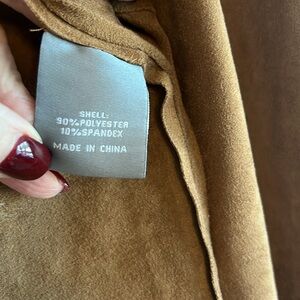 SHELL:
90%POLYESTER
10%SPANDEX
MADE IN CHINA